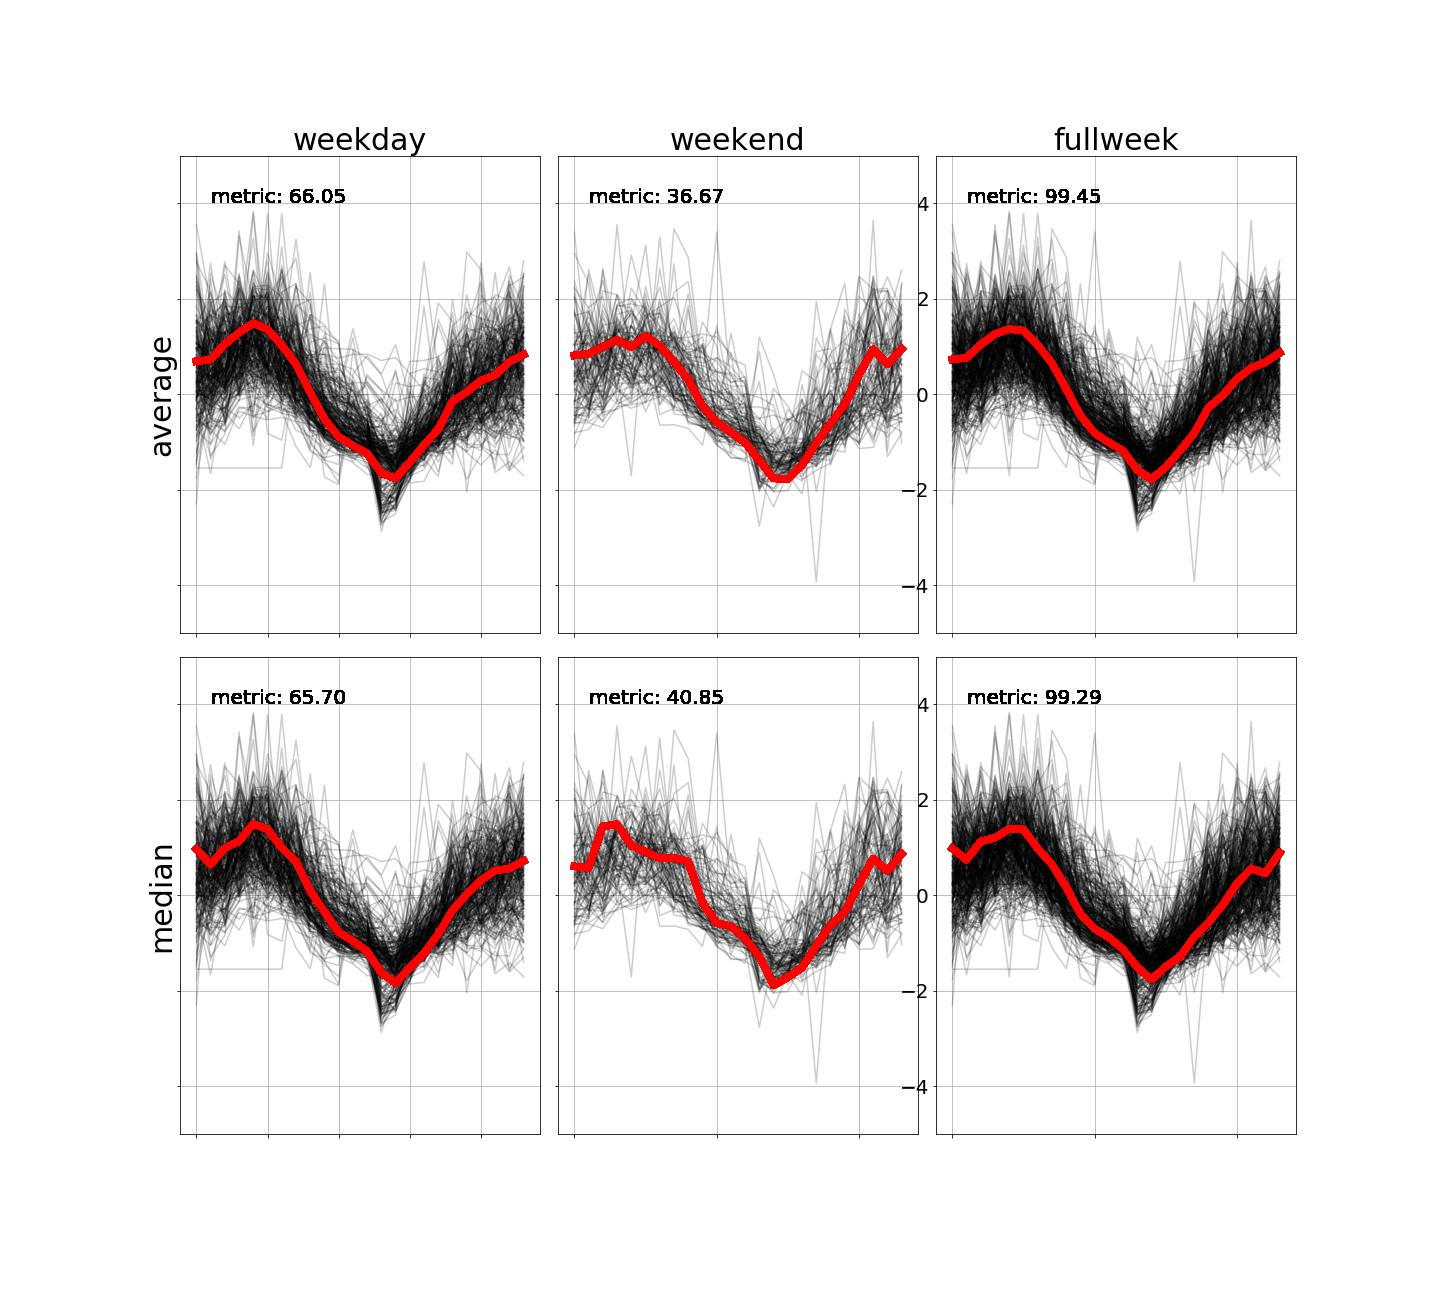 weekday weekend fullweek
average
metric: 66.05
metric: 36.67
metric: 99.45
4
2
0
−2
−4
median
metric: 65.70
metric: 40.85
metric: 99.29
4
2
0
−2
−4